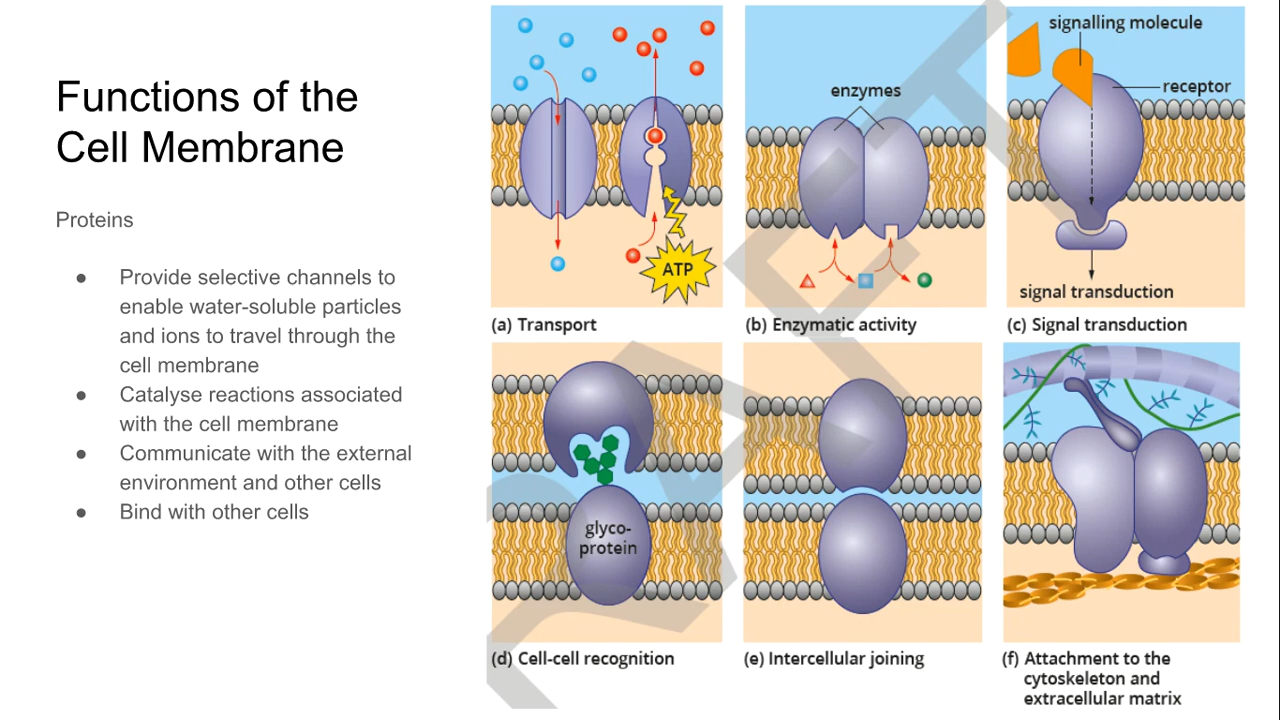 Functions of the
Cell Membrane
Proteins
● Provide selective channels to
enable water-soluble particles
and ions to travel through the
cell membrane
● Catalyse reactions associated
with the cell membrane
● Communicate with the external
environment and other cells
● Bind with other cells
ATP
(a) Transport
enzymes
(b) Enzymatic activity
signalling molecule
receptor
signal transduction
(c) Signal transduction
glyco-
protein
(d) Cell-cell recognition
(e) Intercellular joining
(f) Attachment to the
cytoskeleton and
extracellular matrix